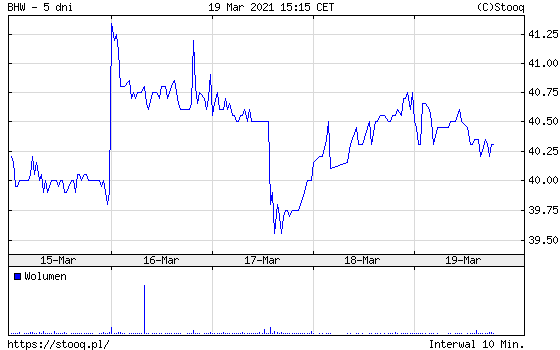 BHW - 5 dni 19 Mar 2021 15:15 CET (C)Stooq
41.25
41.00
40.75
40.50
40.25
40.00
39.75
39.50
15-Mar 16-Mar 17-Mar 18-Mar 19-Mar
Wolumen
https://stooq.pl/ Interwal 10 Min.